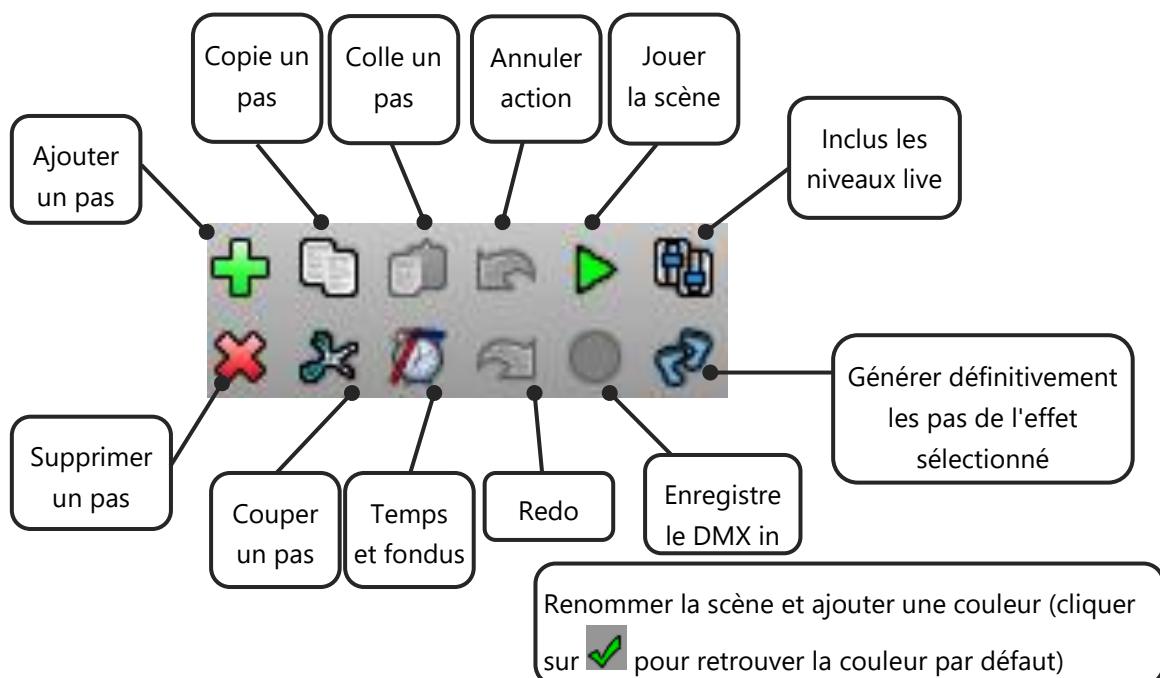 Copie un
pas
Colle un
pas
Annuler
action
Jouer
la scène
Inclus les
niveaux live
Ajouter
un pas
Générer définitivement
les pas de l'effet
sélectionné
Supprimer
un pas
Couper
un pas
Temps
et fondus
Redo
Enregistre
le DMX in
Renommer la scène et ajouter une couleur (cliquer
sur pour retrouver la couleur par défaut)